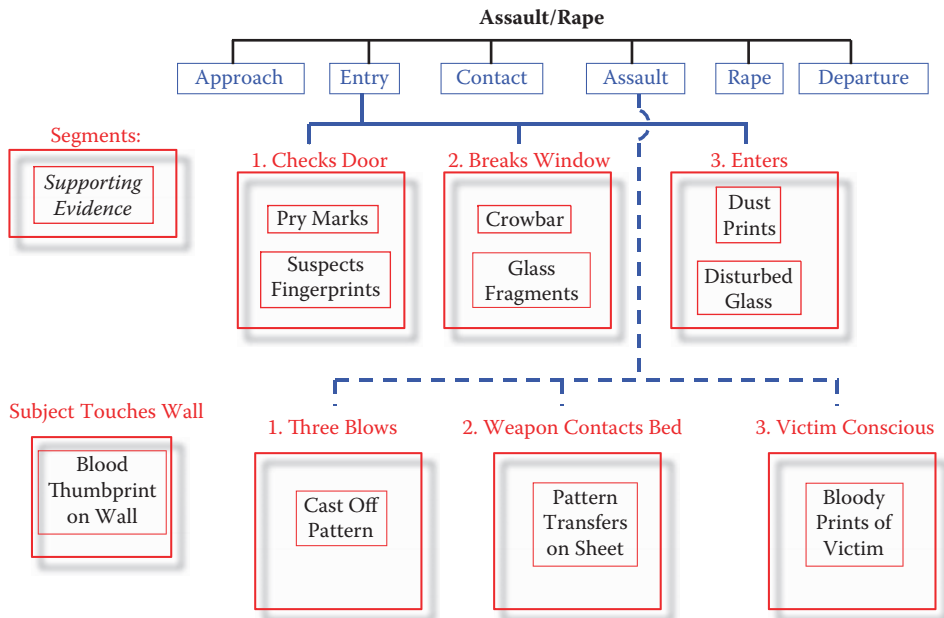 Assault/Rape
Approach
Entry
Contact
Assault
Rape
Departure
Segments:
Supporting
Evidence
1. Checks Door
Pry Marks
Suspects
Fingerprints
2. Breaks Window
Crowbar
Glass
Fragments
3. Enters
Dust
Prints
Disturbed
Glass
Subject Touches Wall
Blood
Thumbprint
on Wall
1. Three Blows
Cast Off
Pattern
2. Weapon Contacts Bed
Pattern
Transfers
on Sheet
3. Victim Conscious
Bloody
Prints of
Victim